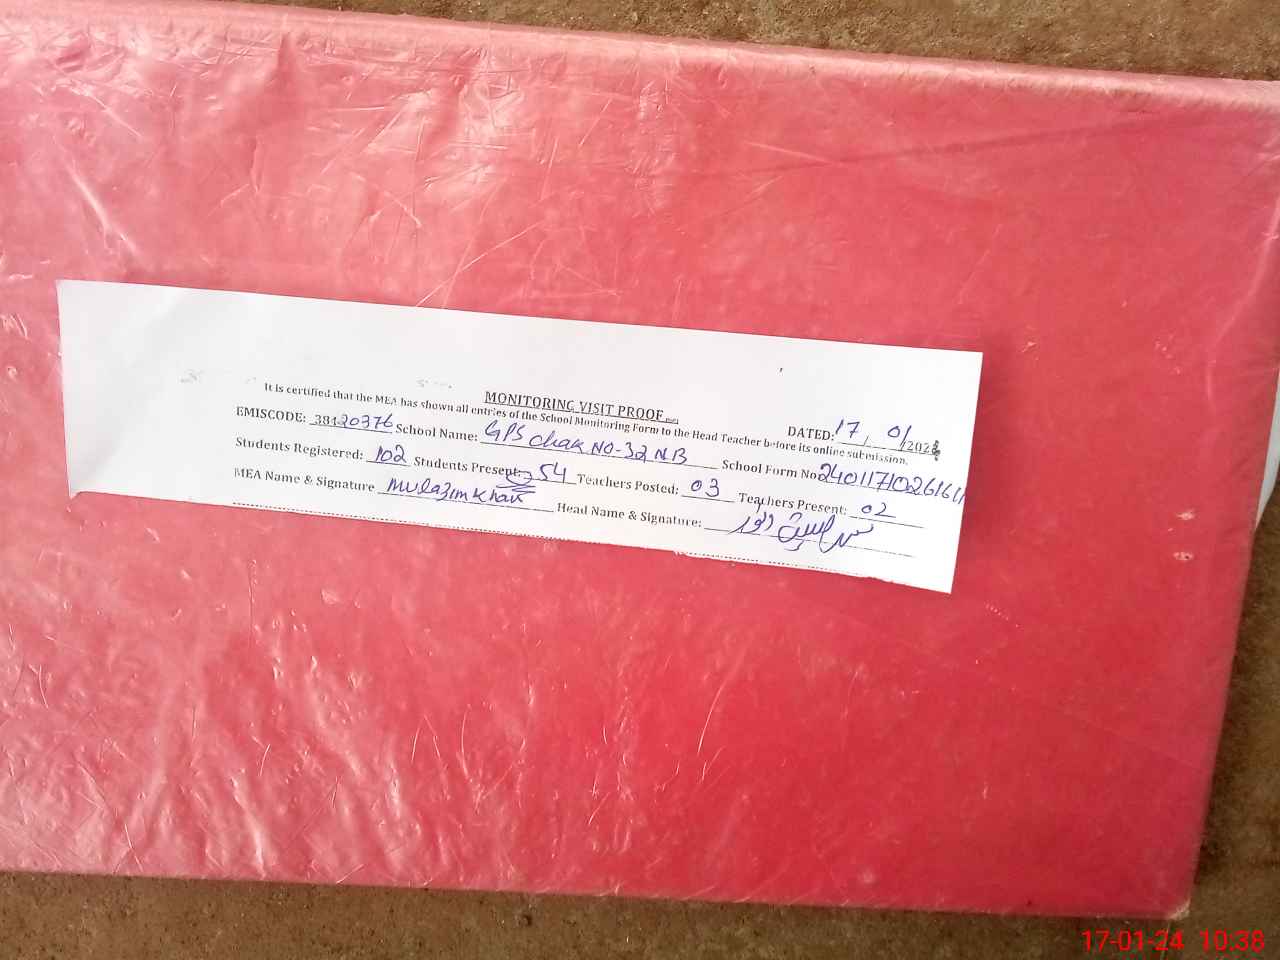 MONITORING VISIT PROOF
DATED: 17, 01/2024
It is certified that the MEA has shown all entries of the School Monitoring Form to the Head Teacher before its online submission.
EMISCODE: 38120376 School Name: GPS Chak No-32 NB School Form No
Students Registered: 102 Students Present: 54 Teachers Posted: 03 Teachers Present: 02
MEA Name & Signature Mulazim Khan Head Name & Signature:
17-01-24 10:38